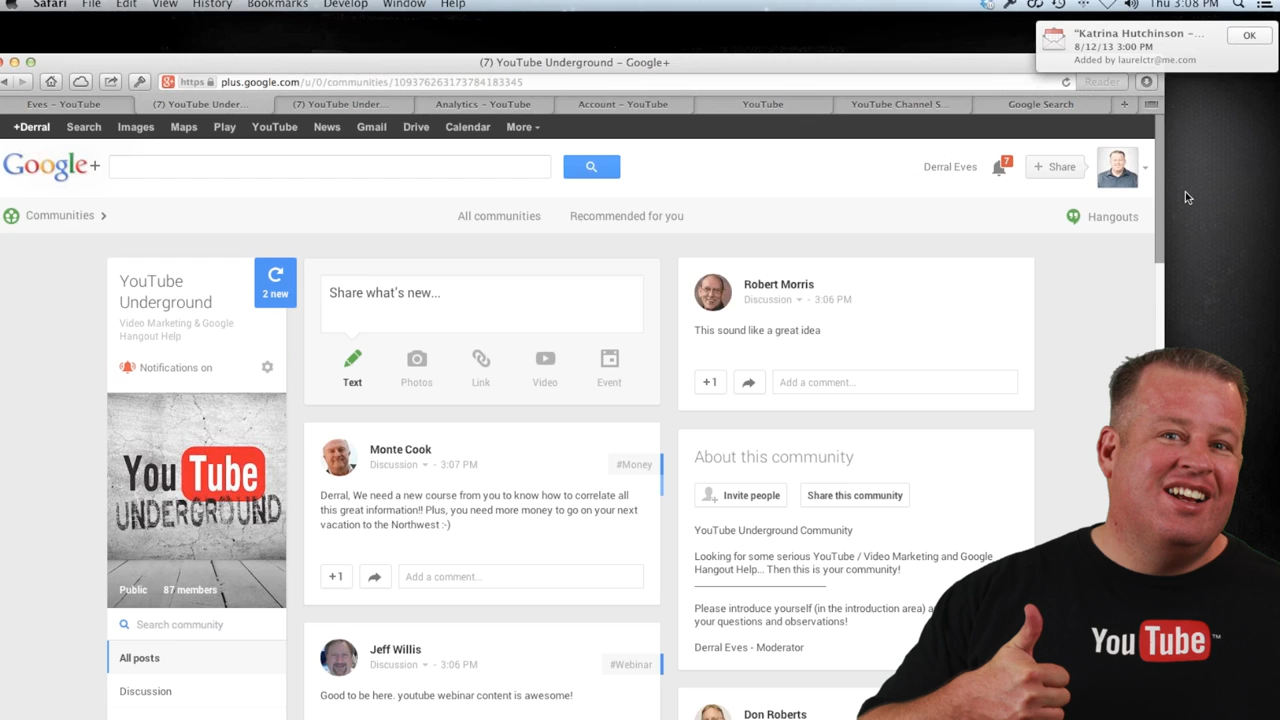 Safari File Edit View History Bookmarks Develop Window Help Thu 3:08 PM
"Katrina Hutchinson –...
8/12/13 3:00 PM
Added by laurelctr@me.com
OK
(7) YouTube Underground – Google+
https plus.google.com/u/0/communities/109376263173784183345
Reader
Eves – YouTube (7) YouTube Under... (7) YouTube Under... Analytics – YouTube Account – YouTube YouTube YouTube Channel S... Google Search
+Derral Search Images Maps Play YouTube News Gmail Drive Calendar More
Google+
Derral Eves 7 + Share
Communities All communities Recommended for you Hangouts
YouTube
Underground
2 new
Video Marketing & Google
Hangout Help
Notifications on
You Tube
UNDERGROUND
Public 87 members
Search community
All posts
Discussion
Share what's new...
Text Photos Link Video Event
Monte Cook
Discussion - 3:07 PM
#Money
Derral, We need a new course from you to know how to correlate all
this great information!! Plus, you need more money to go on your next
vacation to the Northwest :-)
+1 Add a comment...
Jeff Willis
Discussion - 3:06 PM
#Webinar
Good to be here. youtube webinar content is awesome!
Robert Morris
Discussion - 3:06 PM
This sound like a great idea
+1 Add a comment...
About this community
Invite people Share this community
YouTube Underground Community
Looking for some serious YouTube / Video Marketing and Google
Hangout Help... Then this is your community!
Please introduce yourself (in the introduction area)
your questions and observations!
Derral Eves - Moderator
Don Roberts
YouTube™